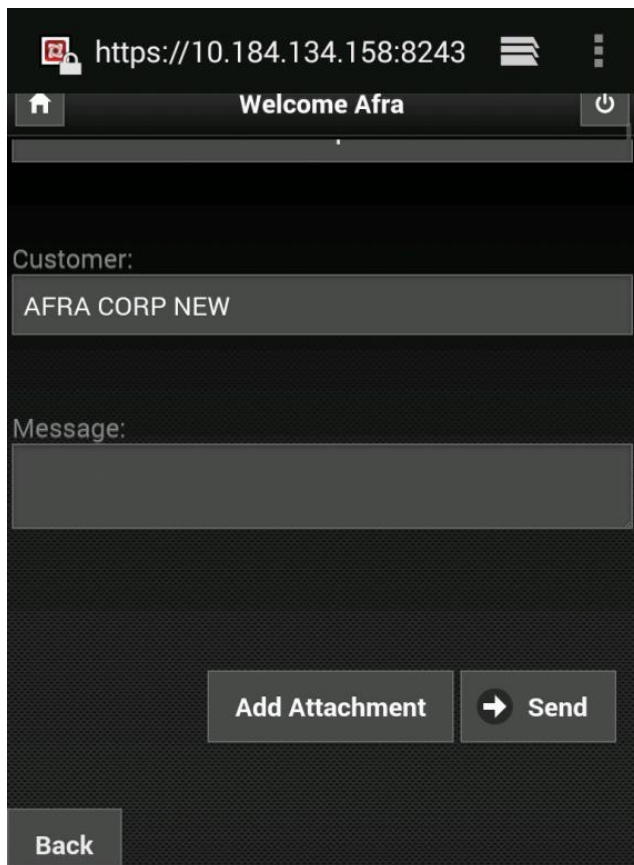 https://10.184.134.158:8243
Welcome Afra
Customer:
AFRA CORP NEW
Message:
Add Attachment
Send
Back